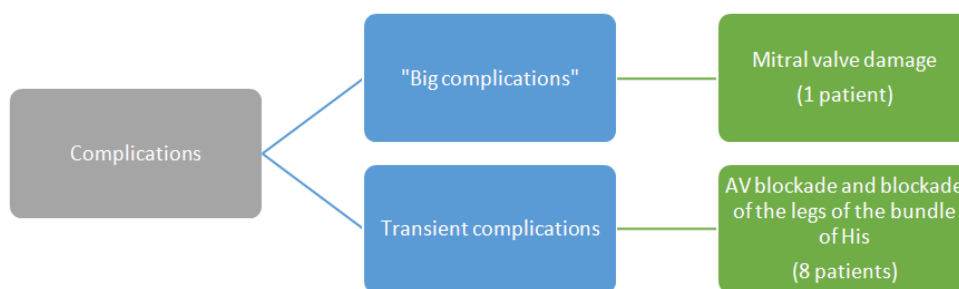 Complications
"Big complications"
Mitral valve damage
(1 patient)
Transient complications
AV blockade and blockade
of the legs of the bundle
of His
(8 patients)